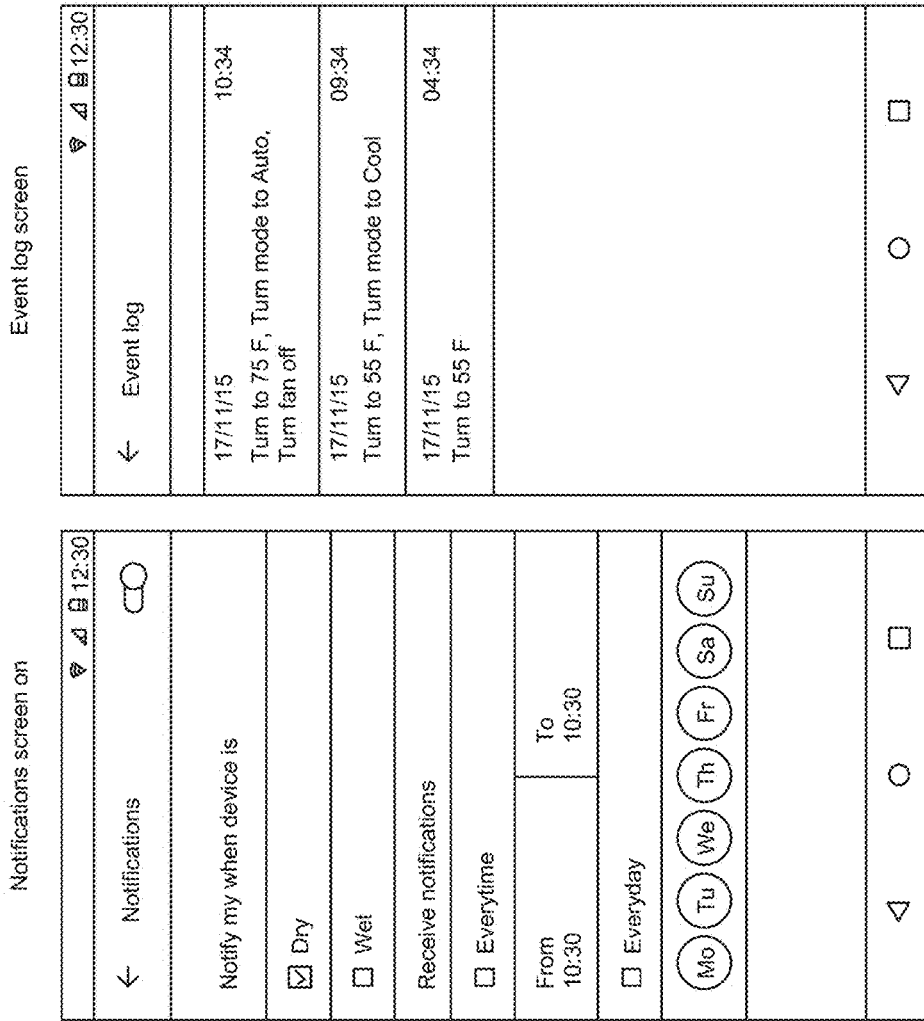 Notifications screen on
12:30
Notifications
Notify my when device is
Dry
Wet
Receive notifications
Everytime
From To
10:30 10:30
Everyday
Mo Tu We Th Fr Sa Su
Event log screen
12:30
Event log
17/11/15 10:34
Turn to 75 F, Turn mode to Auto,
Turn fan off
17/11/15 09:34
Turn to 55 F, Turn mode to Cool
17/11/15 04:34
Turn to 55 F